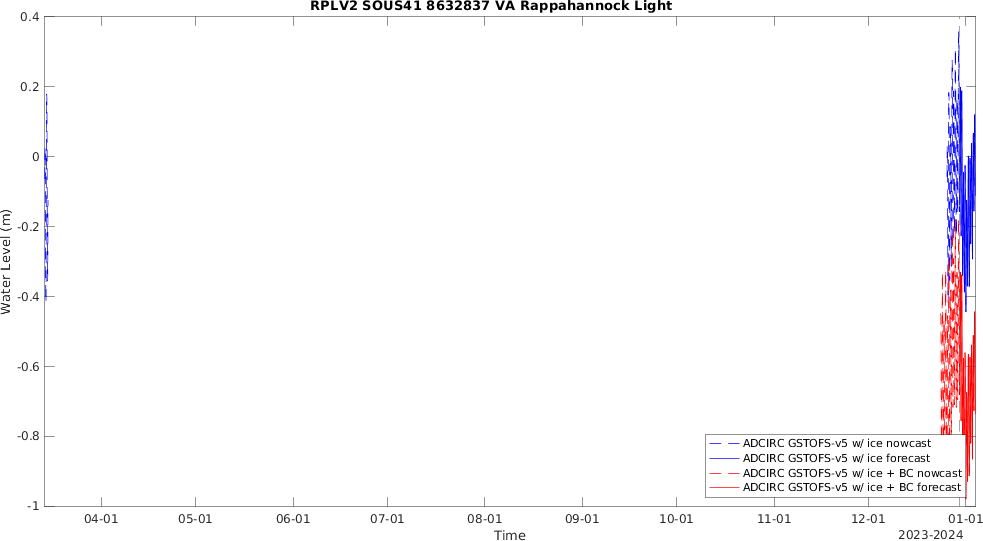 RPLV2 SOUS41 8632837 VA Rappahannock Light
0.4
0.2
0
-0.2
-0.4
-0.6
-0.8
-1
Water Level (m)
ADCIRC GSTOFS-v5 w/ ice nowcast
ADCIRC GSTOFS-v5 w/ ice forecast
ADCIRC GSTOFS-v5 w/ ice + BC nowcast
ADCIRC GSTOFS-v5 w/ ice + BC forecast
04-01 05-01 06-01 07-01 08-01 09-01 10-01 11-01 12-01 01-01
Time
2023-2024